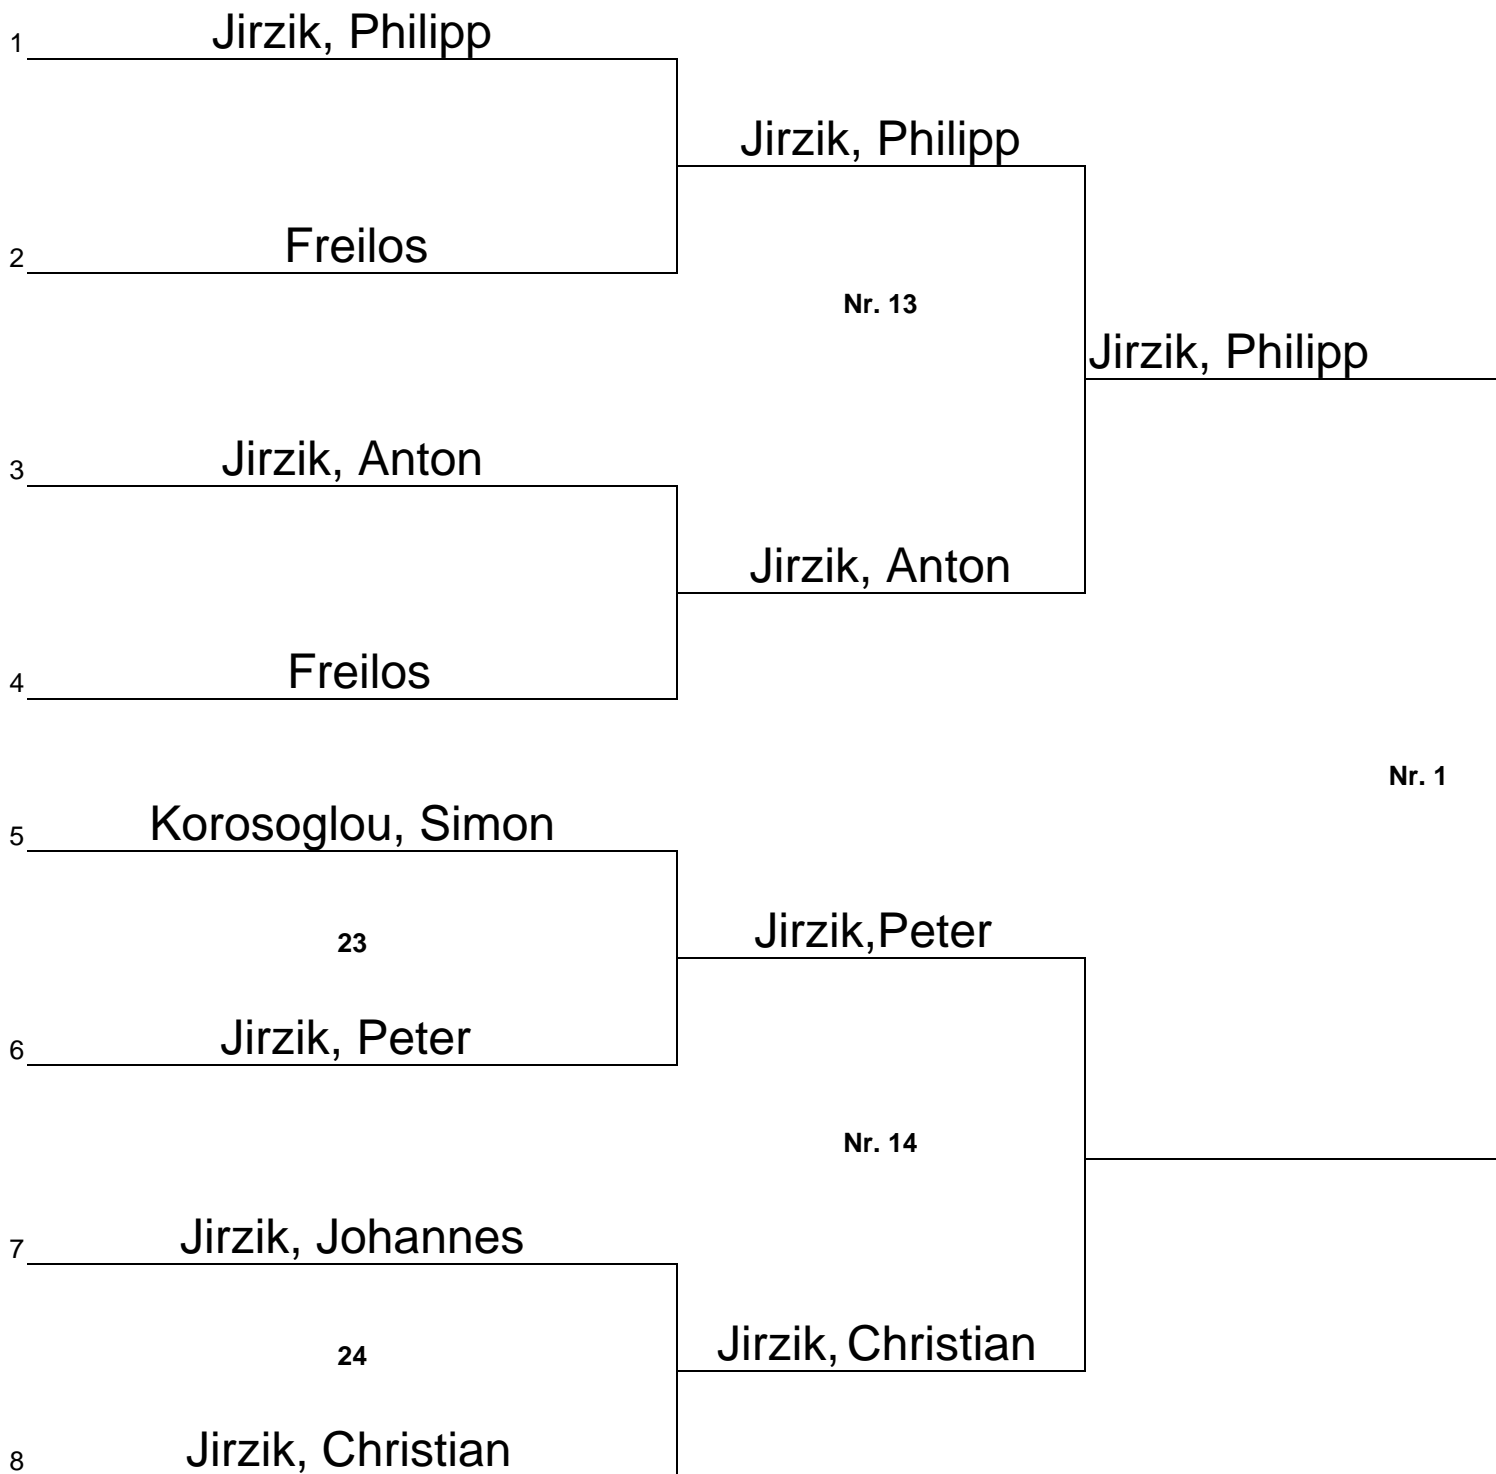 Jirzik, Philipp
1
Jirzik, Philipp
Freilos
2
Nr. 13
Jirzik, Philipp
Jirzik, Anton
3
Jirzik, Anton
Freilos
4
Nr. 1
Korosoglou, Simon
5
Jirzik,Peter
23
Jirzik, Peter
6
Nr. 14
Jirzik, Johannes
7
Jirzik, Christian
24
Jirzik, Christian
8